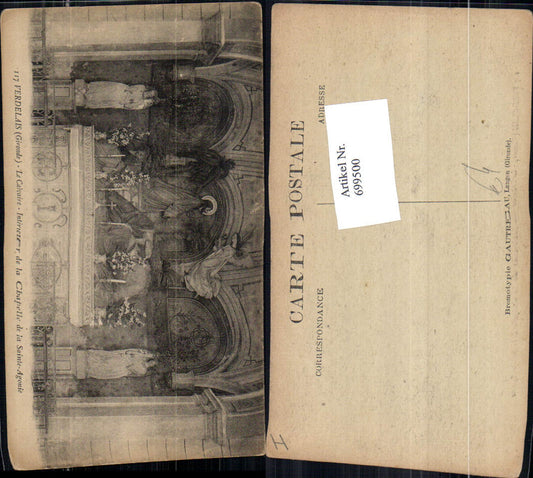 117 VERDELAIS (Gironde) - Le Calvaire - Intérieur de la Chapelle de la Sainte-Agonie
CARTE POSTALE
CORRESPONDANCE
ADRESSE
Artikel Nr.
699500
Bromotypie GAUTREAU, Langon (Gironde).